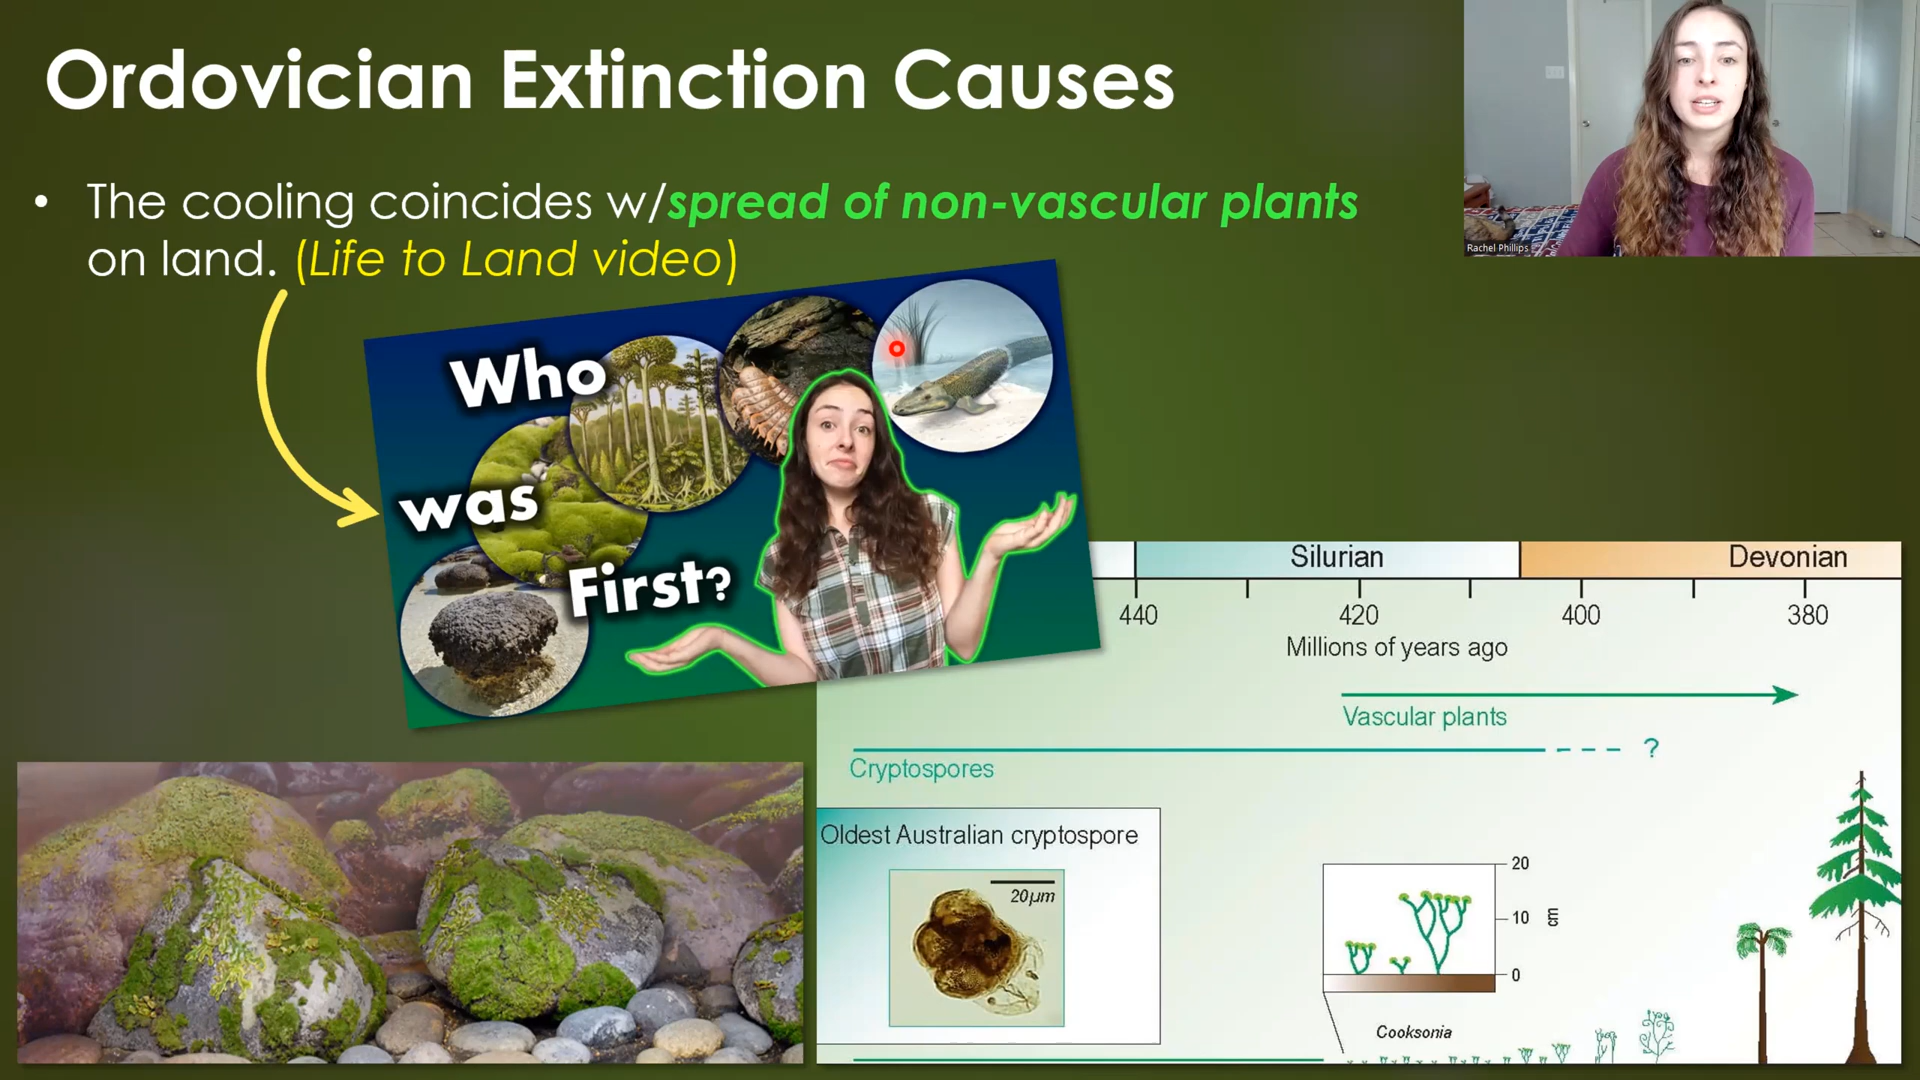 Ordovician Extinction Causes
• The cooling coincides w/spread of non-vascular plants
on land. (Life to Land video)
Rachel Phillips
Who
was
First?
Silurian
Devonian
440
420
400
380
Millions of years ago
Vascular plants
?
Cryptospores
Oldest Australian cryptospore
20µm
20
10
cm
0
Cooksonia